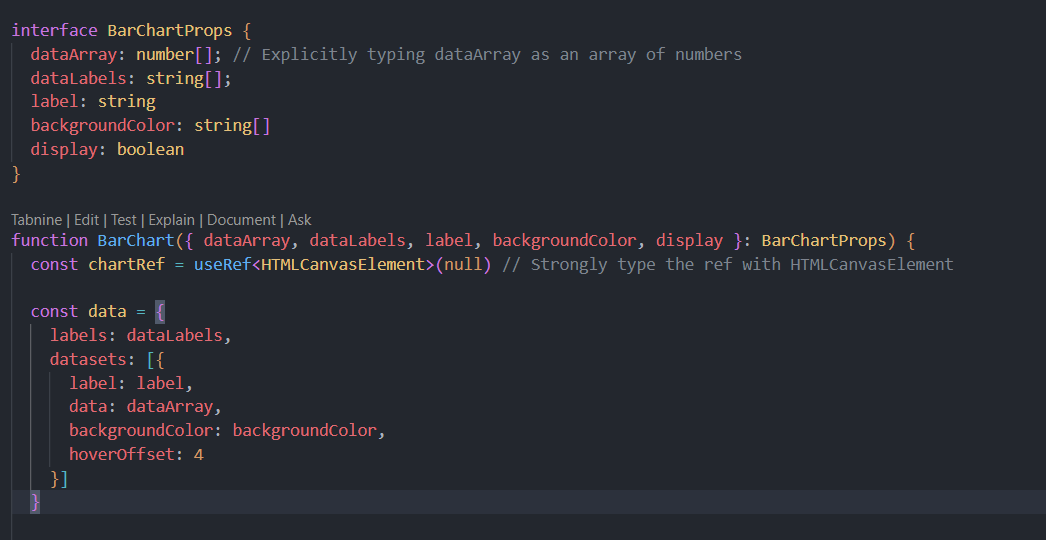 interface BarChartProps {
dataArray: number[]; // Explicitly typing dataArray as an array of numbers
dataLabels: string[];
label: string
backgroundColor: string[]
display: boolean
}
Tabnine | Edit | Test | Explain | Document | Ask
function BarChart({ dataArray, dataLabels, label, backgroundColor, display }: BarChartProps) {
const chartRef = useRef<HTMLCanvasElement>(null) // Strongly type the ref with HTMLCanvasElement
const data = {
labels: dataLabels,
datasets: [{
label: label,
data: dataArray,
backgroundColor: backgroundColor,
hoverOffset: 4
}]
}